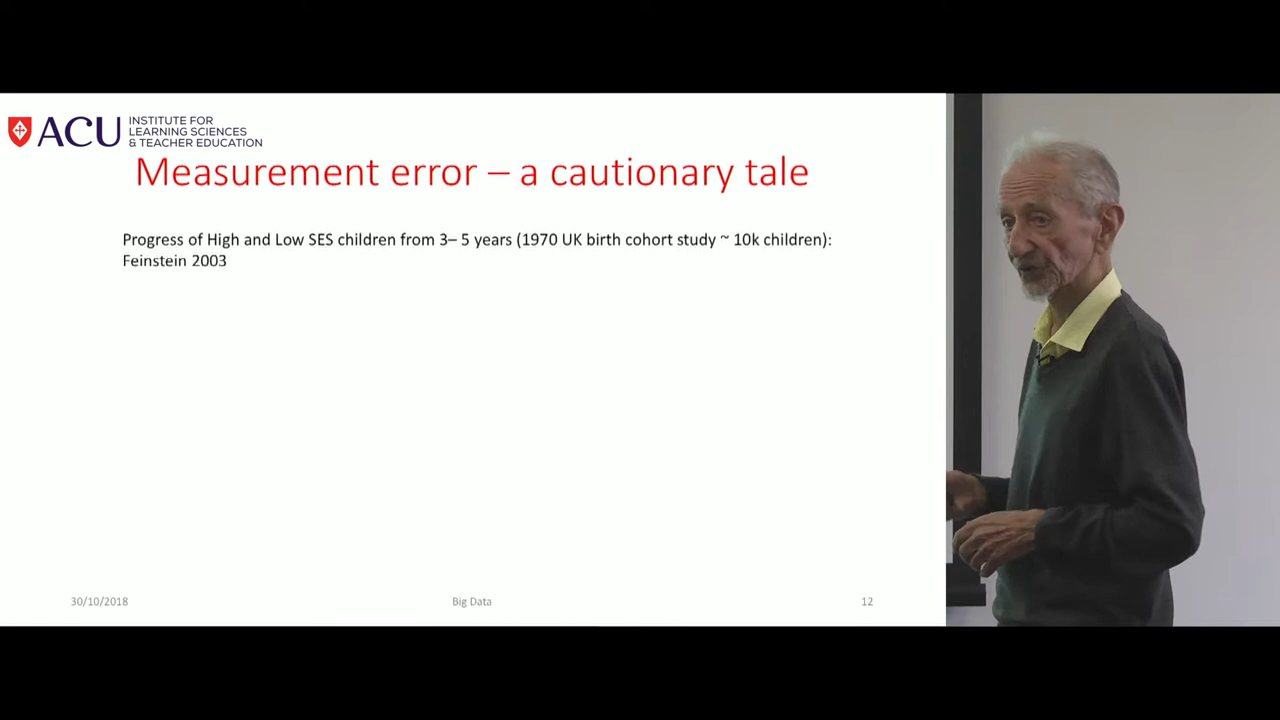 ACU
INSTITUTE FOR
LEARNING SCIENCES
& TEACHER EDUCATION
Measurement error – a cautionary tale
Progress of High and Low SES children from 3– 5 years (1970 UK birth cohort study ~ 10k children):
Feinstein 2003
30/10/2018
Big Data
12